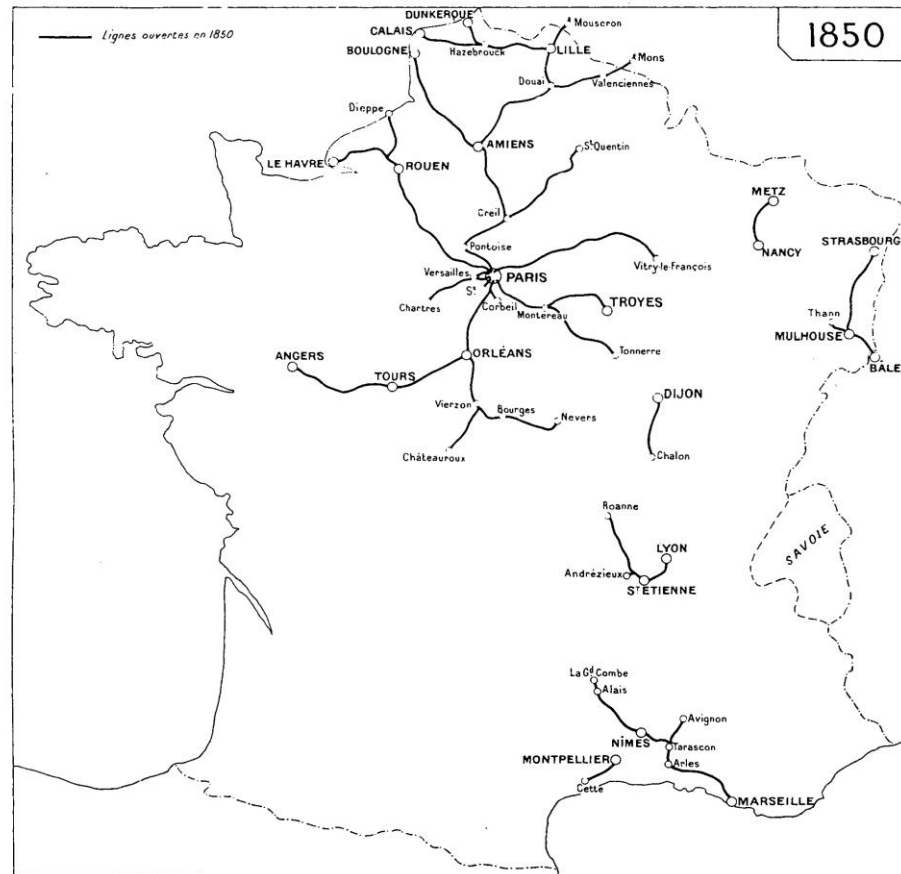 Lignes ouvertes en 1850
1850
DUNKERQUE
Mouscron
CALAIS
BOULOGNE
Hazebrouck
LILLE
Mons
Douai
Valenciennes
Dieppe
AMIENS
St Quentin
LE HAVRE
ROUEN
METZ
Creil
NANCY
STRASBOURG
Pontoise
Versailles
PARIS
Vitry-le-François
St
Chartres
Corbeil
Montereau
TROYES
Thann
MULHOUSE
BÂLE
ANGERS
ORLÉANS
Tonnerre
TOURS
DIJON
Vierzon
Bourges
Nevers
Châteauroux
Chalon
Roanne
SAVOIE
LYON
Andrézieux
ST ETIENNE
La Gd Combe
Alais
Avignon
NÎMES
Tarascon
MONTPELLIER
Arles
Cette
MARSEILLE